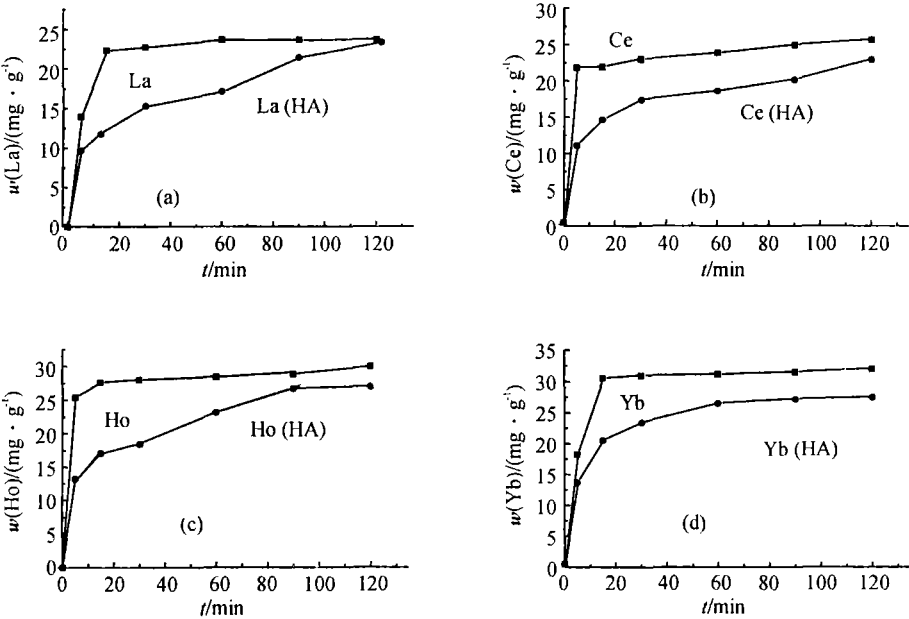 25
20
15
10
5
0
w(La)/(mg · g⁻¹)
La
La (HA)
(a)
0 20 40 60 80 100 120
t/min
30
25
20
15
10
5
0
w(Ce)/(mg · g⁻¹)
Ce
Ce (HA)
(b)
0 20 40 60 80 100 120
t/min
30
25
20
15
10
5
0
w(Ho)/(mg · g⁻¹)
Ho
Ho (HA)
(c)
0 20 40 60 80 100 120
t/min
35
30
25
20
15
10
5
0
w(Yb)/(mg · g⁻¹)
Yb
Yb (HA)
(d)
0 20 40 60 80 100 120
t/min